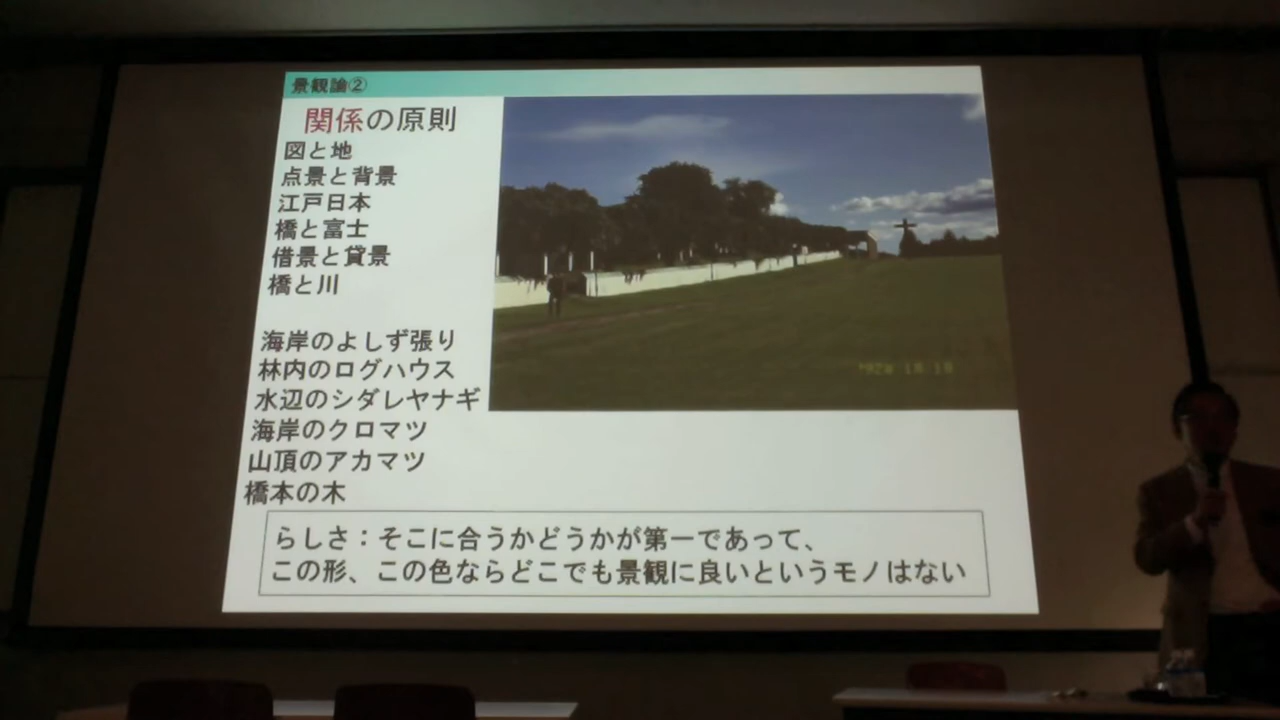 景観論②
関係の原則
図と地
点景と背景
江戸日本
橋と富士
借景と貸景
橋と川
海岸のよしず張り
林内のログハウス
水辺のシダレヤナギ
海岸のクロマツ
山頂のアカマツ
橋本の木
らしさ：そこに合うかどうかが第一であって、
この形、この色ならどこでも景観に良いというモノはない